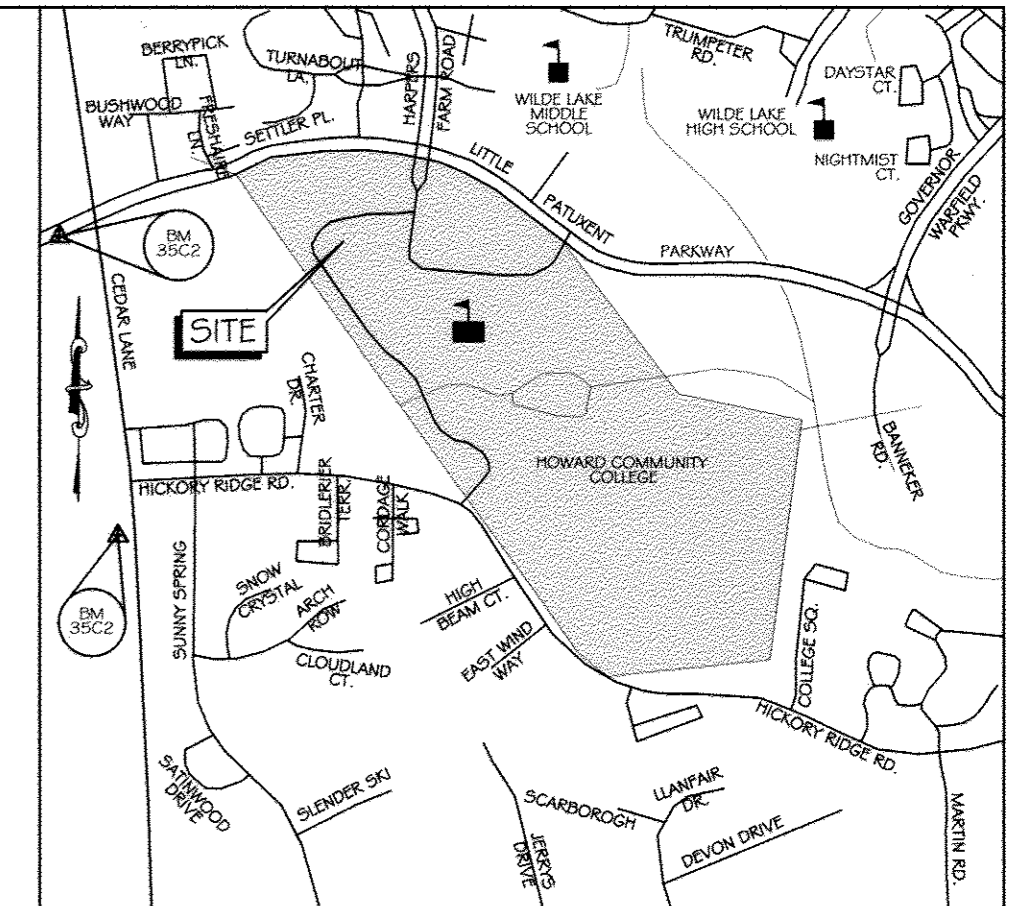 BERRYPICK
LN.
TURNABOUT
LA.
HARPERS
FARM ROAD
TRUMPETER
RD.
DAYSTAR
CT.
BUSHWOOD
WAY
FRESHAIRE
LN.
SETTLER PL.
WILDE LAKE
MIDDLE
SCHOOL
WILDE LAKE
HIGH SCHOOL
NIGHTMIST
CT.
LITTLE
PATUXENT
PARKWAY
GOVERNOR
WARFIELD
PKWY.
BM
35C2
CEDAR LANE
SITE
CHARTER
DR.
BANNEKER
RD.
HOWARD COMMUNITY
COLLEGE
HICKORY RIDGE RD.
BRIDLERIER
TERR.
CORDAGE
WALK
BM
35C2
SUNNY SPRING
SNOW
CRYSTAL
ARCH
ROW
CLOUDLAND
CT.
HIGH
BEAM CT.
EAST WIND
WAY
COLLEGE SQ.
HICKORY RIDGE RD.
SATINWOOD
DRIVE
SLENDER SKI
JERRYS
DRIVE
SCARBOROGH
LLANFAIR
DR.
DEVON DRIVE
MARTIN RD.